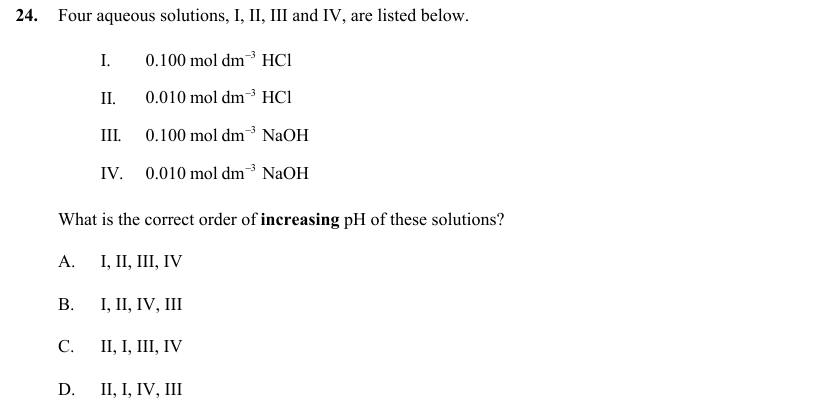 24. Four aqueous solutions, I, II, III and IV, are listed below.
I. 0.100 mol dm⁻³ HCl
II. 0.010 mol dm⁻³ HCl
III. 0.100 mol dm⁻³ NaOH
IV. 0.010 mol dm⁻³ NaOH
What is the correct order of increasing pH of these solutions?
A. I, II, III, IV
B. I, II, IV, III
C. II, I, III, IV
D. II, I, IV, III